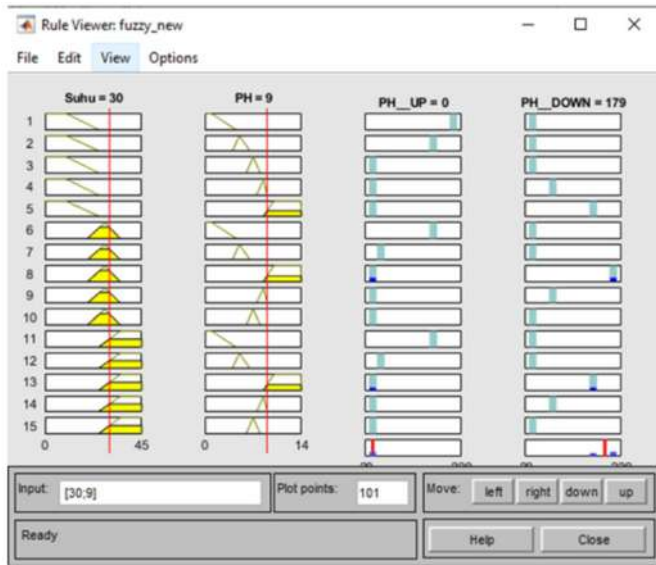 Rule Viewer: fuzzy_new
File Edit View Options
Suhu = 30 PH = 9 PH__UP = 0 PH__DOWN = 179
1
2
3
4
5
6
7
8
9
10
11
12
13
14
15
0 45 0 14
Input: [30;9] Plot points: 101 Move: left right down up
Ready Help Close